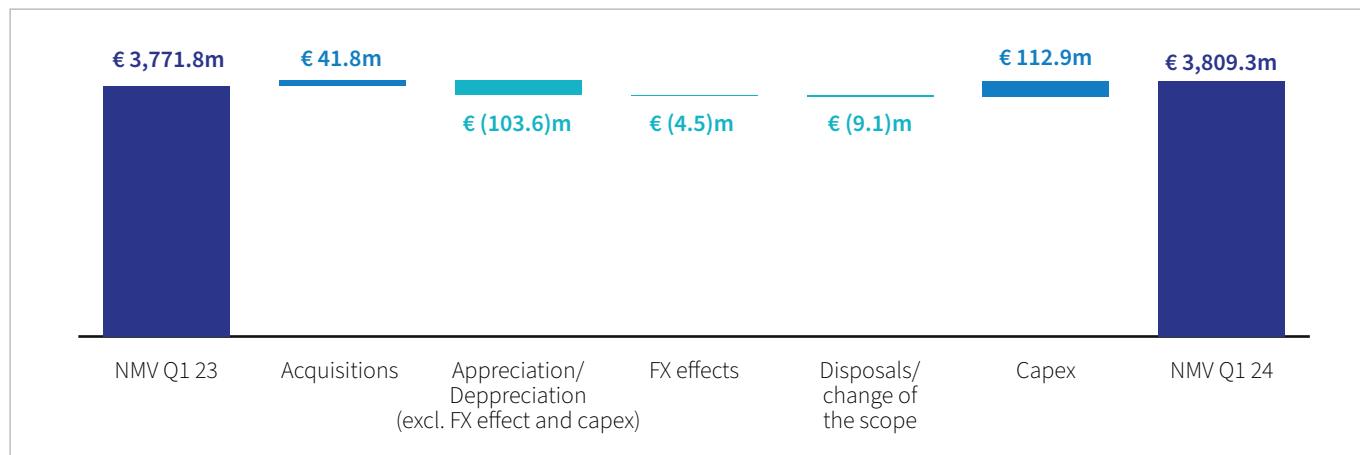 € 3,771.8m
€ 41.8m
€ (103.6)m
€ (4.5)m
€ (9.1)m
€ 112.9m
€ 3,809.3m
NMV Q1 23
Acquisitions
Appreciation/
Deppreciation
(excl. FX effect and capex)
FX effects
Disposals/
change of
the scope
Capex
NMV Q1 24